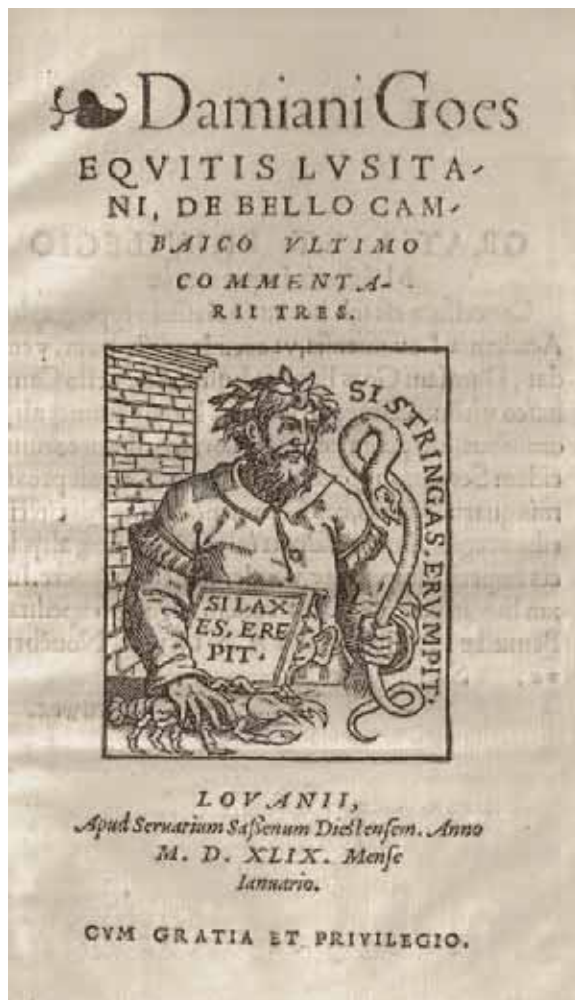 Damiani Goes
EQVITIS LVSITA-
NI, DE BELLO CAM-
BAICO VLTIMO
COMMENTA-
RII TRES.
SI STRINGAS, ERVMPIT.
SI LAX
ES, ERE
PIT.
LOVANII,
Apud Seruatium Saßenum Diestensem. Anno
M. D. XLIX. Mense
Ianuario.
CVM GRATIA ET PRIVILEGIO.